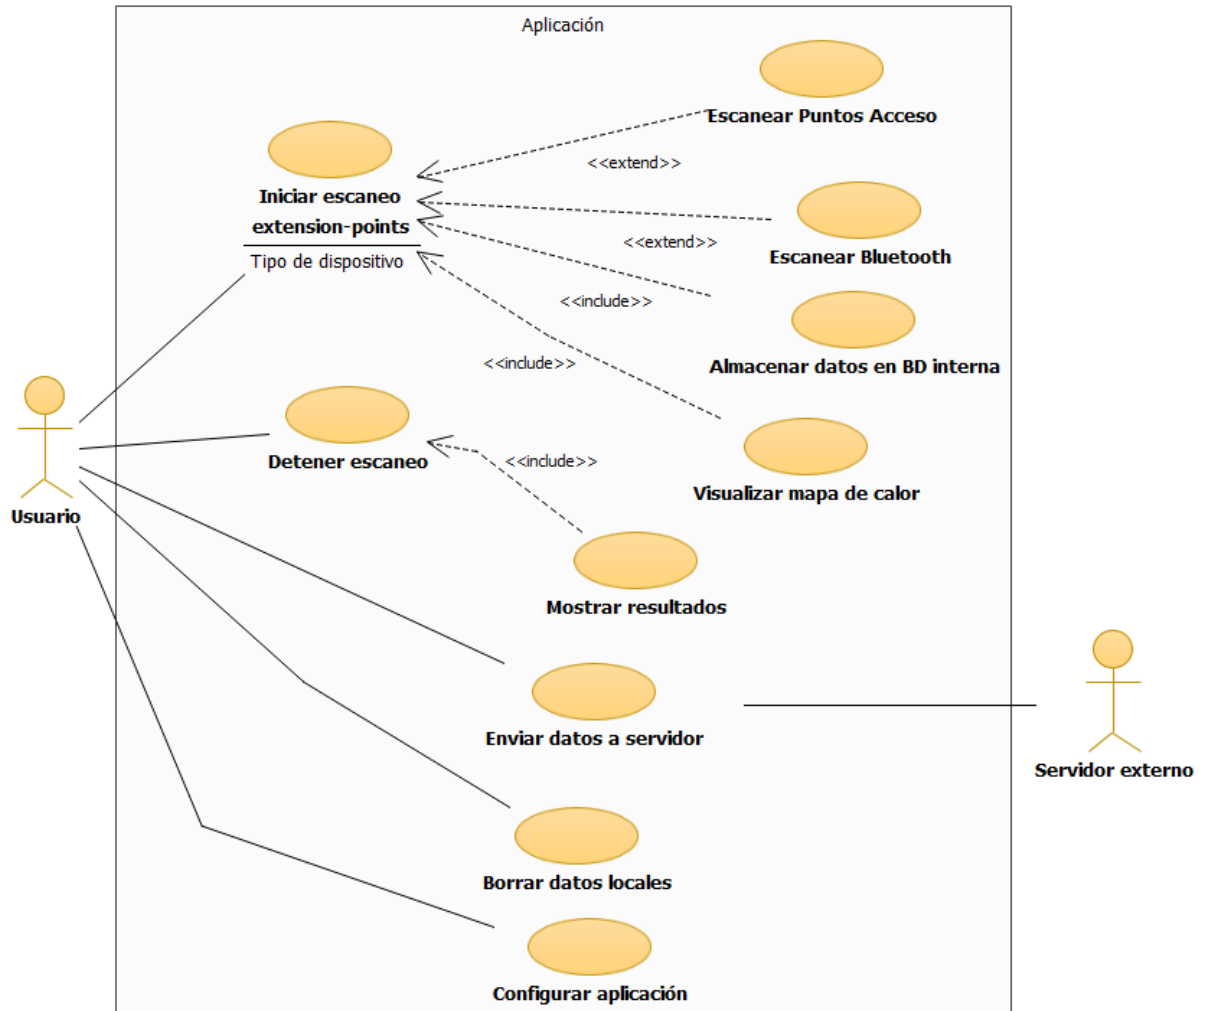 Aplicación
Escanear Puntos Acceso
<<extend>>
Iniciar escaneo
extension-points
Tipo de dispositivo
<<extend>>
Escanear Bluetooth
<<include>>
Almacenar datos en BD interna
<<include>>
Visualizar mapa de calor
Detener escaneo
<<include>>
Usuario
Mostrar resultados
Enviar datos a servidor
Servidor externo
Borrar datos locales
Configurar aplicación